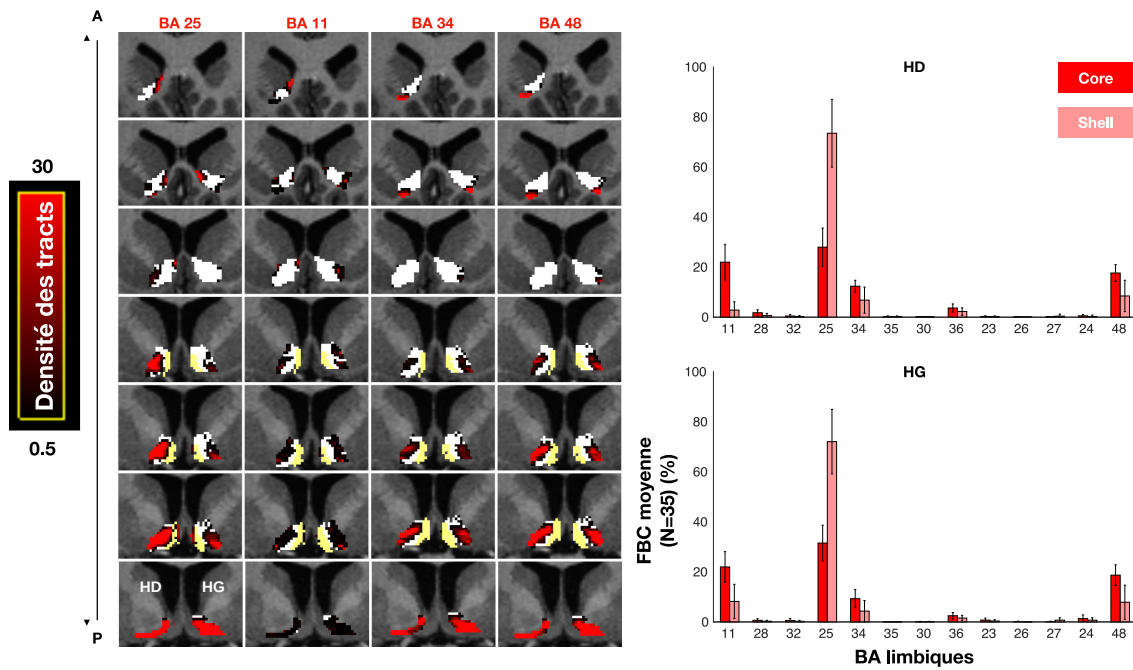 A
BA 25 BA 11 BA 34 BA 48
30
Densité des tracts
0.5
HD HG
P
HD
Core
Shell
100
80
60
40
20
0
11 28 32 25 34 35 30 36 23 26 27 24 48
HG
100
80
60
40
20
0
11 28 32 25 34 35 30 36 23 26 27 24 48
FBC moyenne
(N=35) (%)
BA limbiques